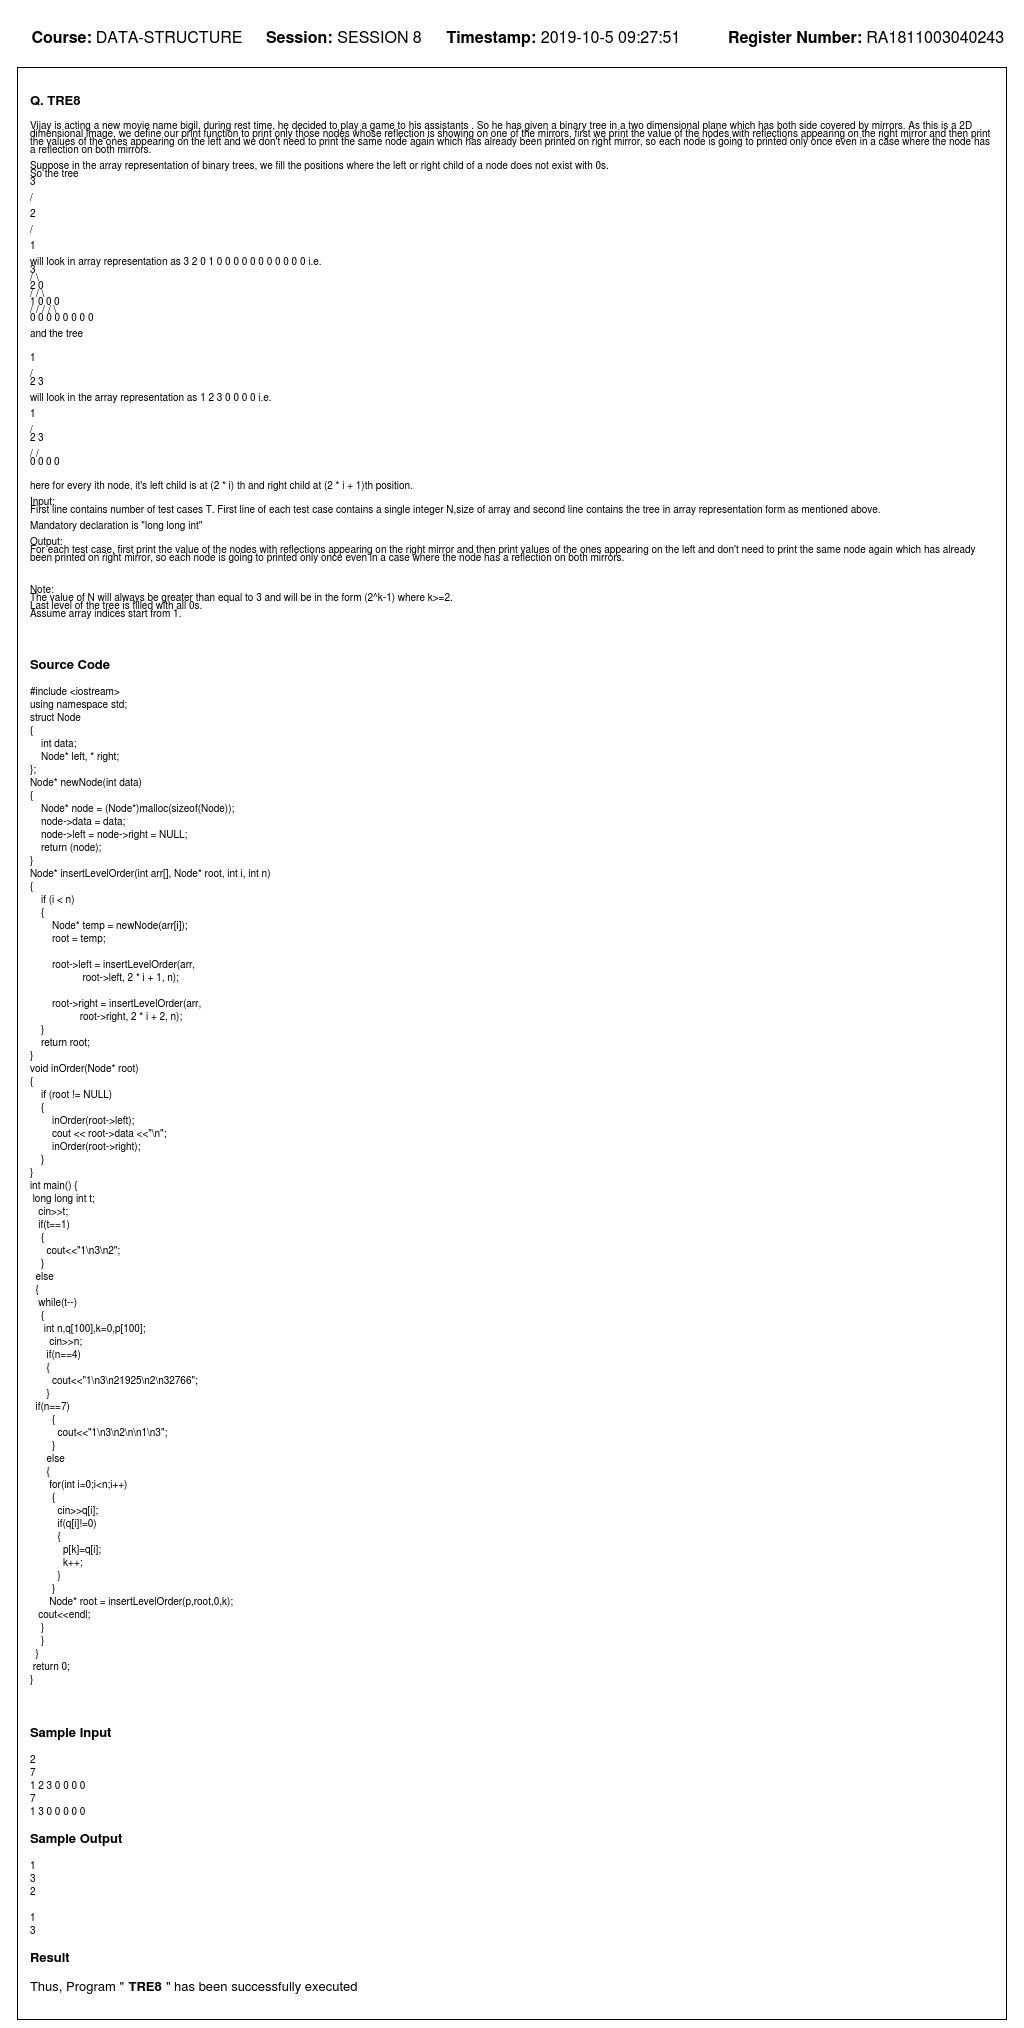 Course: DATA-STRUCTURE Session: SESSION 8 Timestamp: 2019-10-5 09:27:51 Register Number: RA1811003040243
Q. TRE8
Vijay is acting a new movie name bigil, during rest time, he decided to play a game to his assistants . So he has given a binary tree in a two dimensional plane which has both side covered by mirrors. As this is a 2D
dimensional image, we define our print function to print only those nodes whose reflection is showing on one of the mirrors, first we print the value of the nodes with reflections appearing on the right mirror and then print
the values of the ones appearing on the left and we don't need to print the same node again which has already been printed on right mirror, so each node is going to printed only once even in a case where the node has
a reflection on both mirrors.
Suppose in the array representation of binary trees, we fill the positions where the left or right child of a node does not exist with 0s.
So the tree
3
/
2
/
1
will look in array representation as 3 2 0 1 0 0 0 0 0 0 0 0 0 0 0 i.e.
3
/ \
2 0
/ / \
1 0 0 0
/ / / / \
0 0 0 0 0 0 0 0
and the tree
1
/
2 3
will look in the array representation as 1 2 3 0 0 0 0 i.e.
1
/
2 3
/ /
0 0 0 0
here for every ith node, it's left child is at (2 * i) th and right child at (2 * i + 1)th position.
Input:
First line contains number of test cases T. First line of each test case contains a single integer N,size of array and second line contains the tree in array representation form as mentioned above.
Mandatory declaration is "long long int"
Output:
For each test case, first print the value of the nodes with reflections appearing on the right mirror and then print values of the ones appearing on the left and don't need to print the same node again which has already
been printed on right mirror, so each node is going to printed only once even in a case where the node has a reflection on both mirrors.
Note:
The value of N will always be greater than equal to 3 and will be in the form (2^k-1) where k>=2.
Last level of the tree is filled with all 0s.
Assume array indices start from 1.
Source Code
#include <iostream>
using namespace std;
struct Node
{
    int data;
    Node* left, * right;
};
Node* newNode(int data)
{
    Node* node = (Node*)malloc(sizeof(Node));
    node->data = data;
    node->left = node->right = NULL;
    return (node);
}
Node* insertLevelOrder(int arr[], Node* root, int i, int n)
{
    if (i < n)
    {
        Node* temp = newNode(arr[i]);
        root = temp;
        root->left = insertLevelOrder(arr,
                   root->left, 2 * i + 1, n);
        root->right = insertLevelOrder(arr,
                  root->right, 2 * i + 2, n);
    }
    return root;
}
void inOrder(Node* root)
{
    if (root != NULL)
    {
        inOrder(root->left);
        cout << root->data <<"\n";
        inOrder(root->right);
    }
}
int main() {
 long long int t;
   cin>>t;
   if(t==1)
    {
      cout<<"1\n3\n2";
    }
  else
  {
   while(t--)
    {
     int n,q[100],k=0,p[100];
       cin>>n;
      if(n==4)
      {
        cout<<"1\n3\n21925\n2\n32766";
      }
  if(n==7)
        {
          cout<<"1\n3\n2\n\n1\n3";
        }
      else
      {
       for(int i=0;i<n;i++)
        {
          cin>>q[i];
          if(q[i]!=0)
          {
            p[k]=q[i];
            k++;
          }
        }
       Node* root = insertLevelOrder(p,root,0,k);
   cout<<endl;
    }
    }
  }
 return 0;
}
Sample Input
2
7
1 2 3 0 0 0 0
7
1 3 0 0 0 0 0
Sample Output
1
3
2
1
3
Result
Thus, Program " TRE8 " has been successfully executed